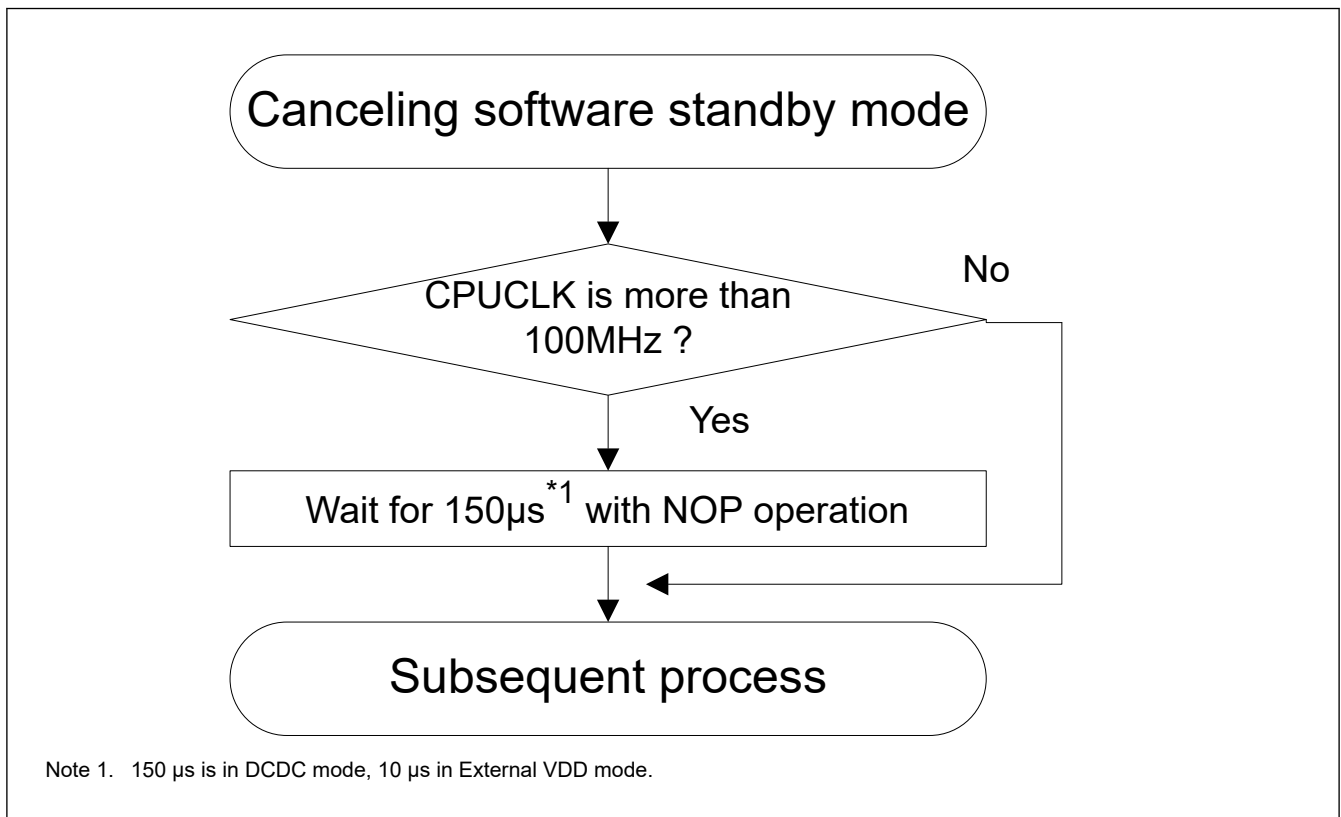 Canceling software standby mode
CPUCLK is more than
100MHz ?
No
Yes
Wait for 150µs*1 with NOP operation
Subsequent process
Note 1. 150 µs is in DCDC mode, 10 µs in External VDD mode.